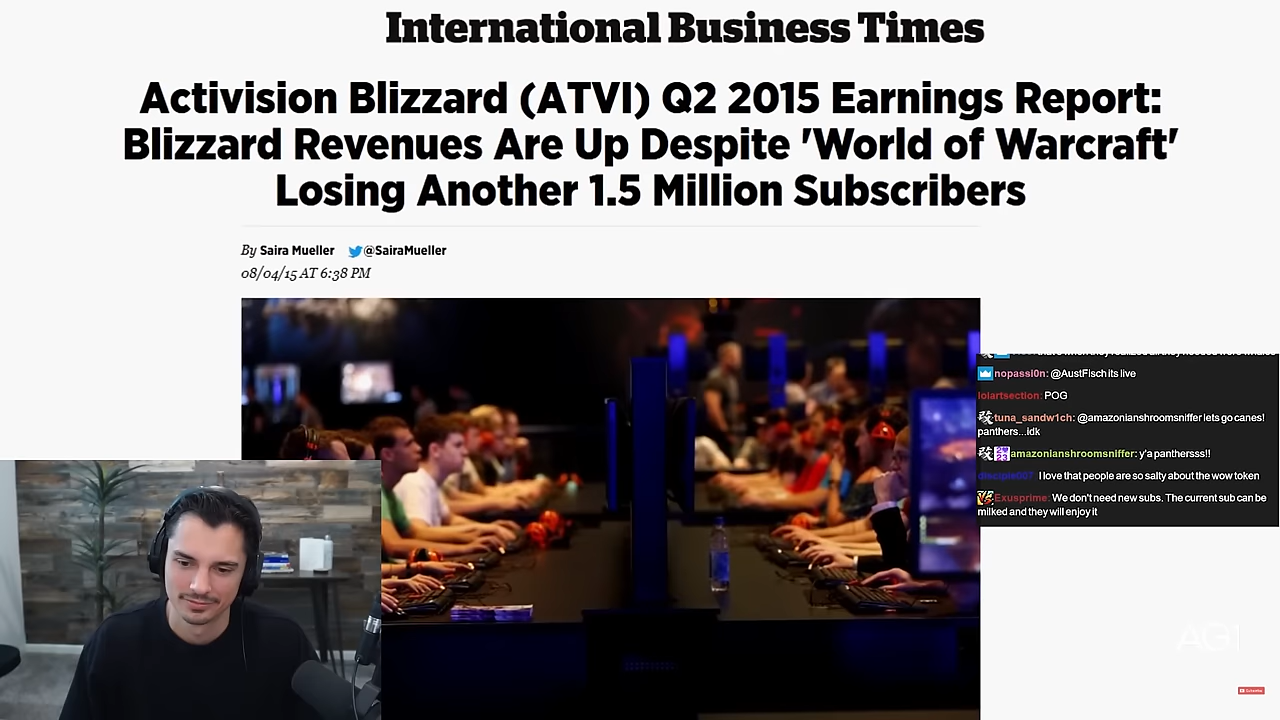 International Business Times
Activision Blizzard (ATVI) Q2 2015 Earnings Report:
Blizzard Revenues Are Up Despite 'World of Warcraft'
Losing Another 1.5 Million Subscribers
By Saira Mueller @SairaMueller
08/04/15 AT 6:38 PM
nopassl0n: @AustFisch its live
lolartsection: POG
tuna_sandw1ch: @amazonianshroomsniffer lets go canes!
panthers...idk
amazonianshroomsniffer: y'a panthersss!!
disciple007 I love that people are so salty about the wow token
Exusprime: We don't need new subs. The current sub can be
milked and they will enjoy it
AG1
Subscribe